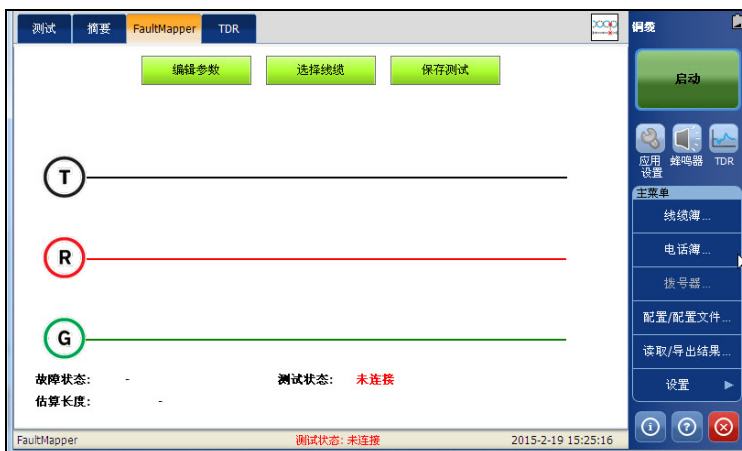 测试 摘要 FaultMapper TDR
编辑参数 选择线缆 保存测试
T
R
G
故障状态: - 测试状态: 未连接
估算长度: -
FaultMapper 测试状态: 未连接 2015-2-19 15:25:16
铜缆
启动
应用设置 蜂鸣器 TDR
主菜单
线缆簿...
电话簿...
拨号器...
配置/配置文件...
读取/导出结果...
设置